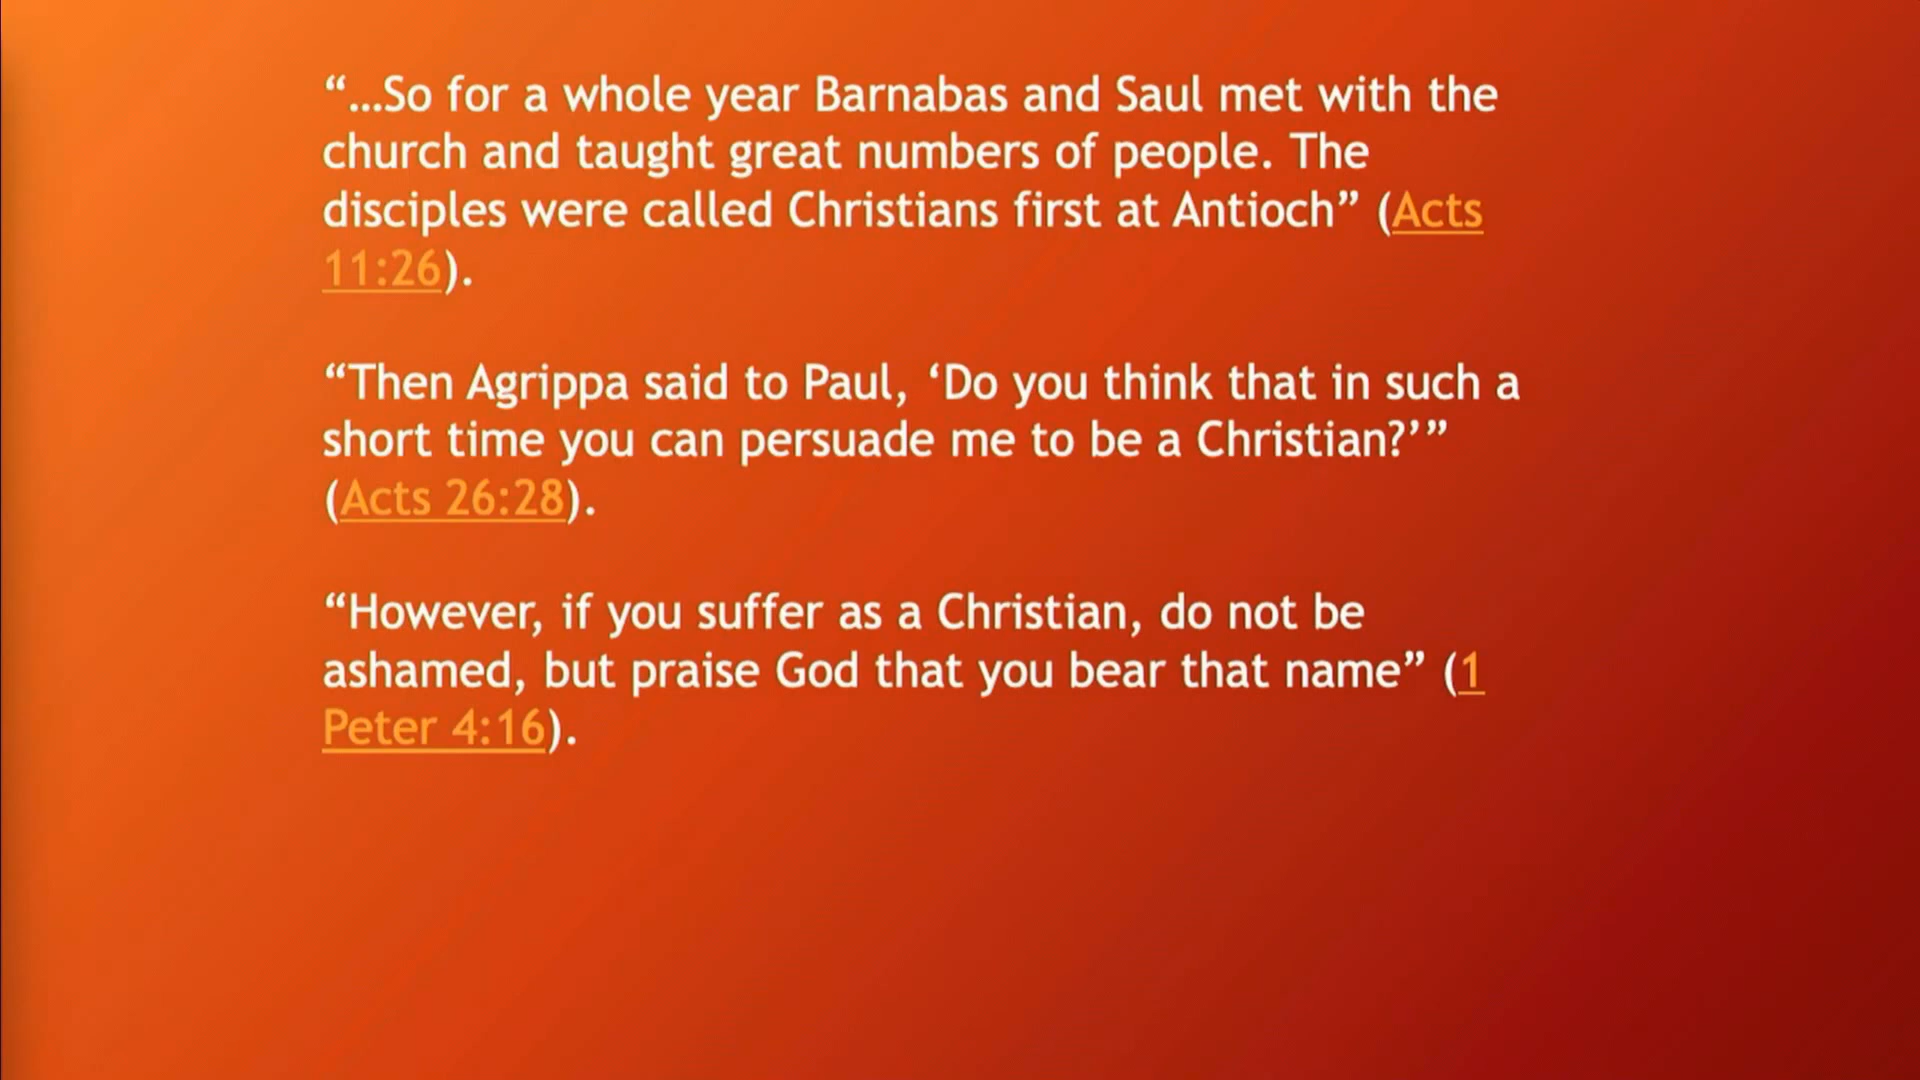 “…So for a whole year Barnabas and Saul met with the
church and taught great numbers of people. The
disciples were called Christians first at Antioch” (Acts
11:26).
“Then Agrippa said to Paul, ‘Do you think that in such a
short time you can persuade me to be a Christian?’”
(Acts 26:28).
“However, if you suffer as a Christian, do not be
ashamed, but praise God that you bear that name” (1
Peter 4:16).